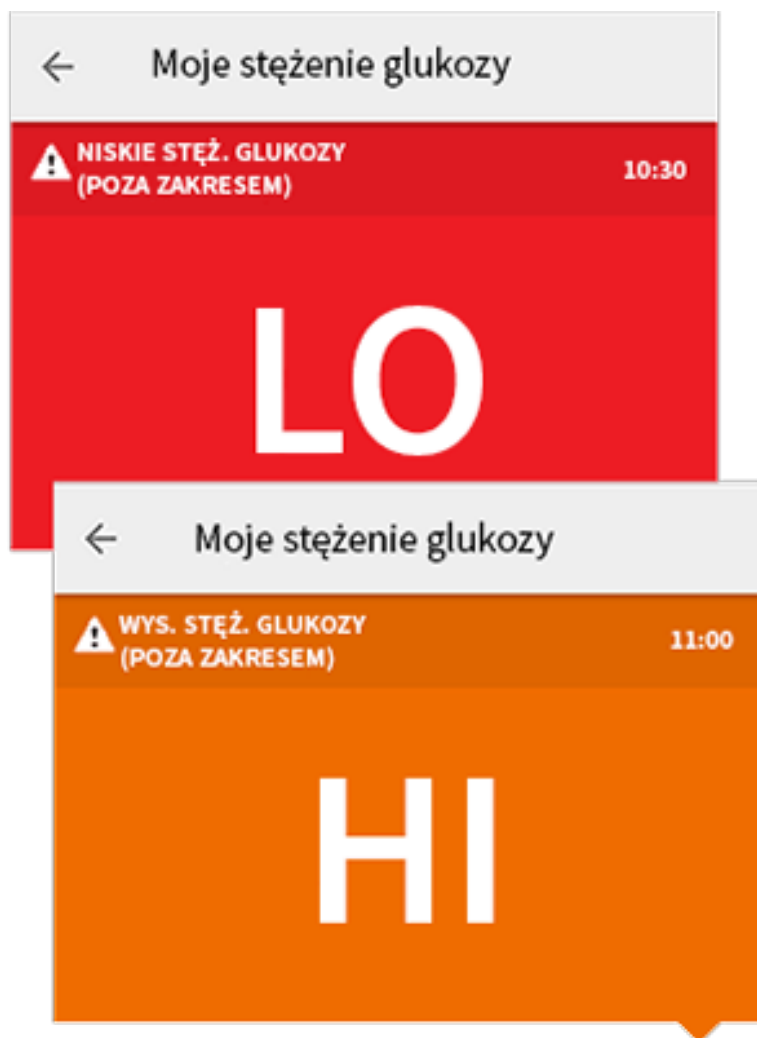 Moje stężenie glukozy
NISKIE STĘŻ. GLUKOZY
(POZA ZAKRESEM)
10:30
LO
Moje stężenie glukozy
WYS. STĘŻ. GLUKOZY
(POZA ZAKRESEM)
11:00
HI